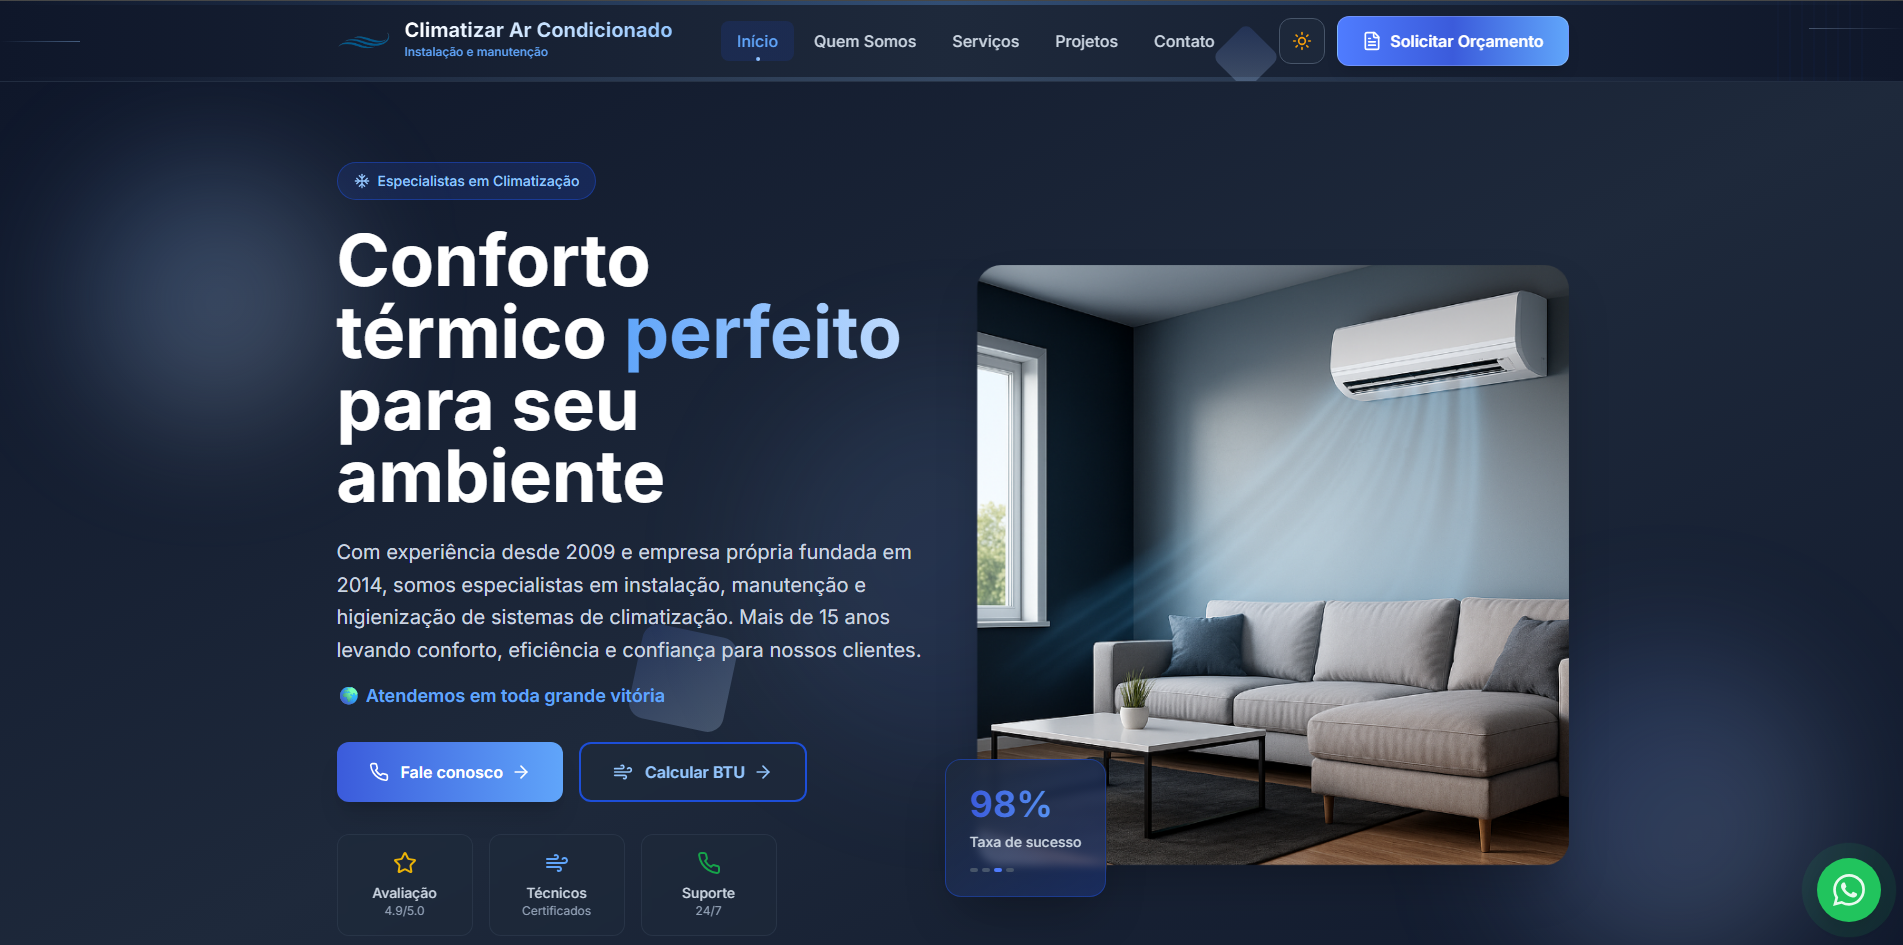 Climatizar Ar Condicionado
Instalação e manutenção
Início
Quem Somos
Serviços
Projetos
Contato
Solicitar Orçamento
Especialistas em Climatização
Conforto
térmico perfeito
para seu
ambiente
Com experiência desde 2009 e empresa própria fundada em
2014, somos especialistas em instalação, manutenção e
higienização de sistemas de climatização. Mais de 15 anos
levando conforto, eficiência e confiança para nossos clientes.
Atendemos em toda grande vitória
Fale conosco
Calcular BTU
Avaliação
4.9/5.0
Técnicos
Certificados
Suporte
24/7
98%
Taxa de sucesso